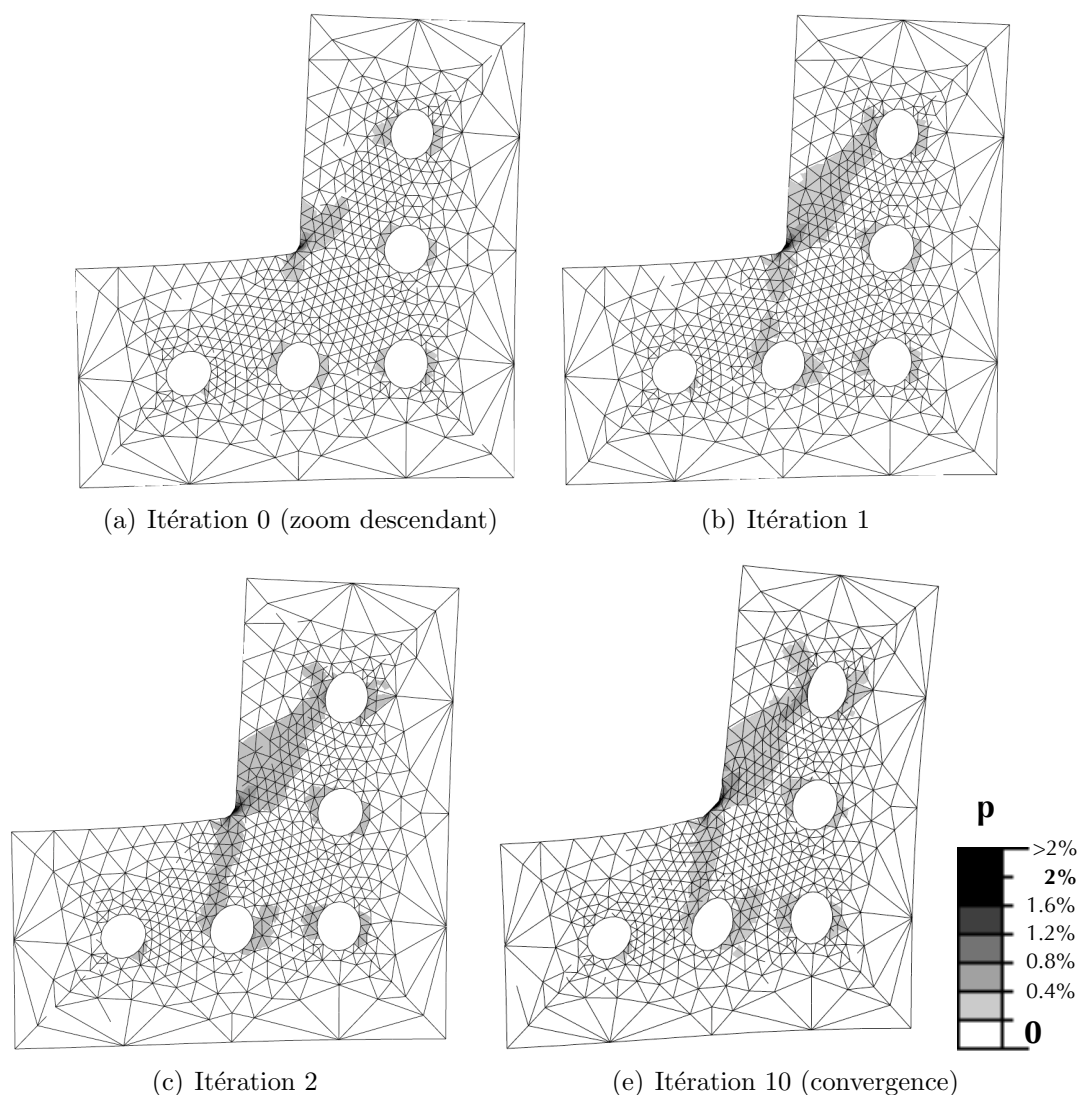 (a) Itération 0 (zoom descendant)
(b) Itération 1
p
>2%
2%
1.6%
1.2%
0.8%
0.4%
0
(c) Itération 2
(e) Itération 10 (convergence)